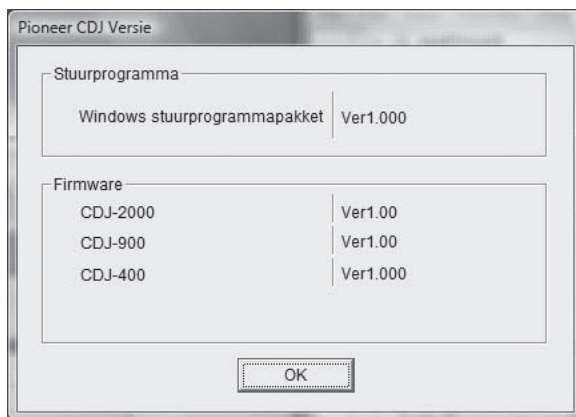 Pioneer CDJ Versie
Stuurprogramma
Windows stuurprogrammapakket Ver1.000
Firmware
CDJ-2000 Ver1.00
CDJ-900 Ver1.00
CDJ-400 Ver1.000
OK